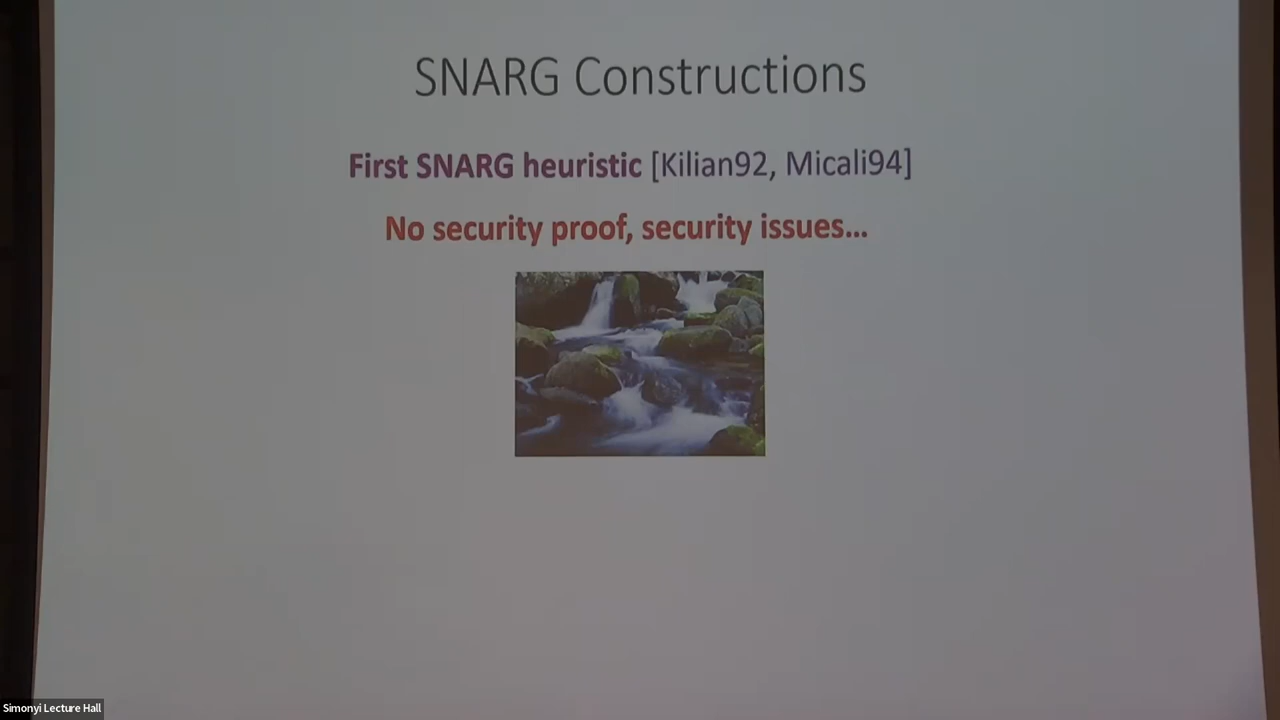 SNARG Constructions
First SNARG heuristic [Kilian92, Micali94]
No security proof, security issues...
Simonyi Lecture Hall